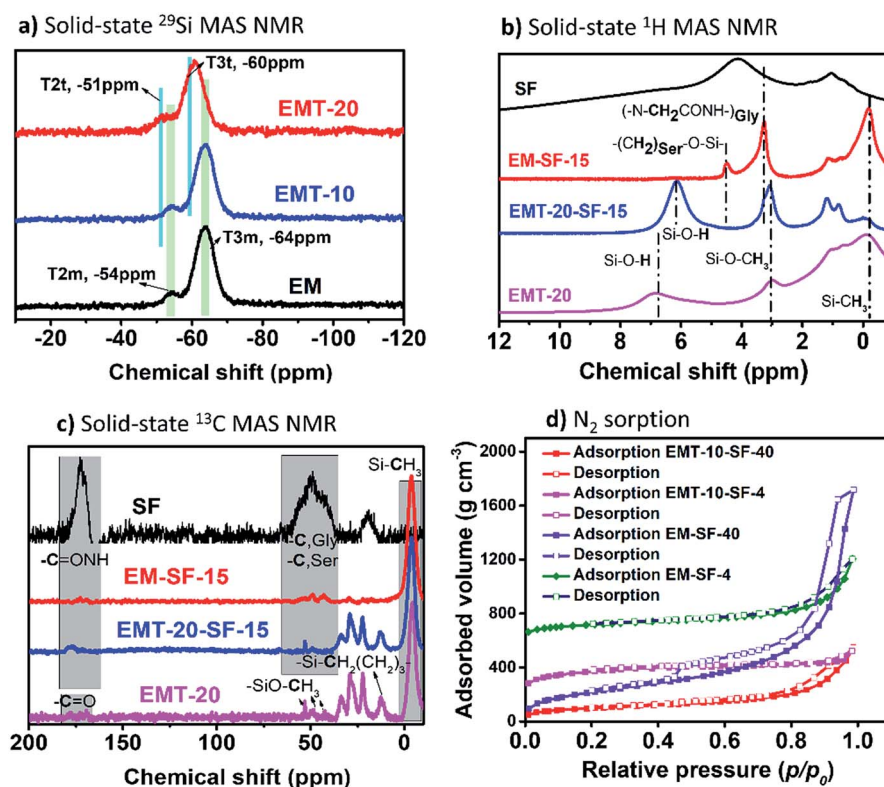 a) Solid-state ²⁹Si MAS NMR
T2t, -51ppm
T3t, -60ppm
EMT-20
EMT-10
T3m, -64ppm
T2m, -54ppm
EM
-20 -40 -60 -80 -100 -120
Chemical shift (ppm)
b) Solid-state ¹H MAS NMR
SF
(-N-CH₂CONH-)Gly
-(CH₂)Ser-O-Si-
EM-SF-15
EMT-20-SF-15
Si-O-H
Si-O-H
Si-O-CH₃
EMT-20
Si-CH₃
12 10 8 6 4 2 0
Chemical shift (ppm)
c) Solid-state ¹³C MAS NMR
Si-CH₃
SF
-C=ONH
-C,Gly
-C,Ser
EM-SF-15
EMT-20-SF-15
-Si-CH₂(CH₂)₃-
-SiO-CH₃
EMT-20
-C=O
200 150 100 50 0
Chemical shift (ppm)
d) N₂ sorption
Adsorbed volume (g cm⁻³)
2000
1600
1200
800
400
0
Adsorption EMT-10-SF-40
Desorption
Adsorption EMT-10-SF-4
Desorption
Adsorption EM-SF-40
Desorption
Adsorption EM-SF-4
Desorption
0.0 0.2 0.4 0.6 0.8 1.0
Relative pressure (p/p₀)